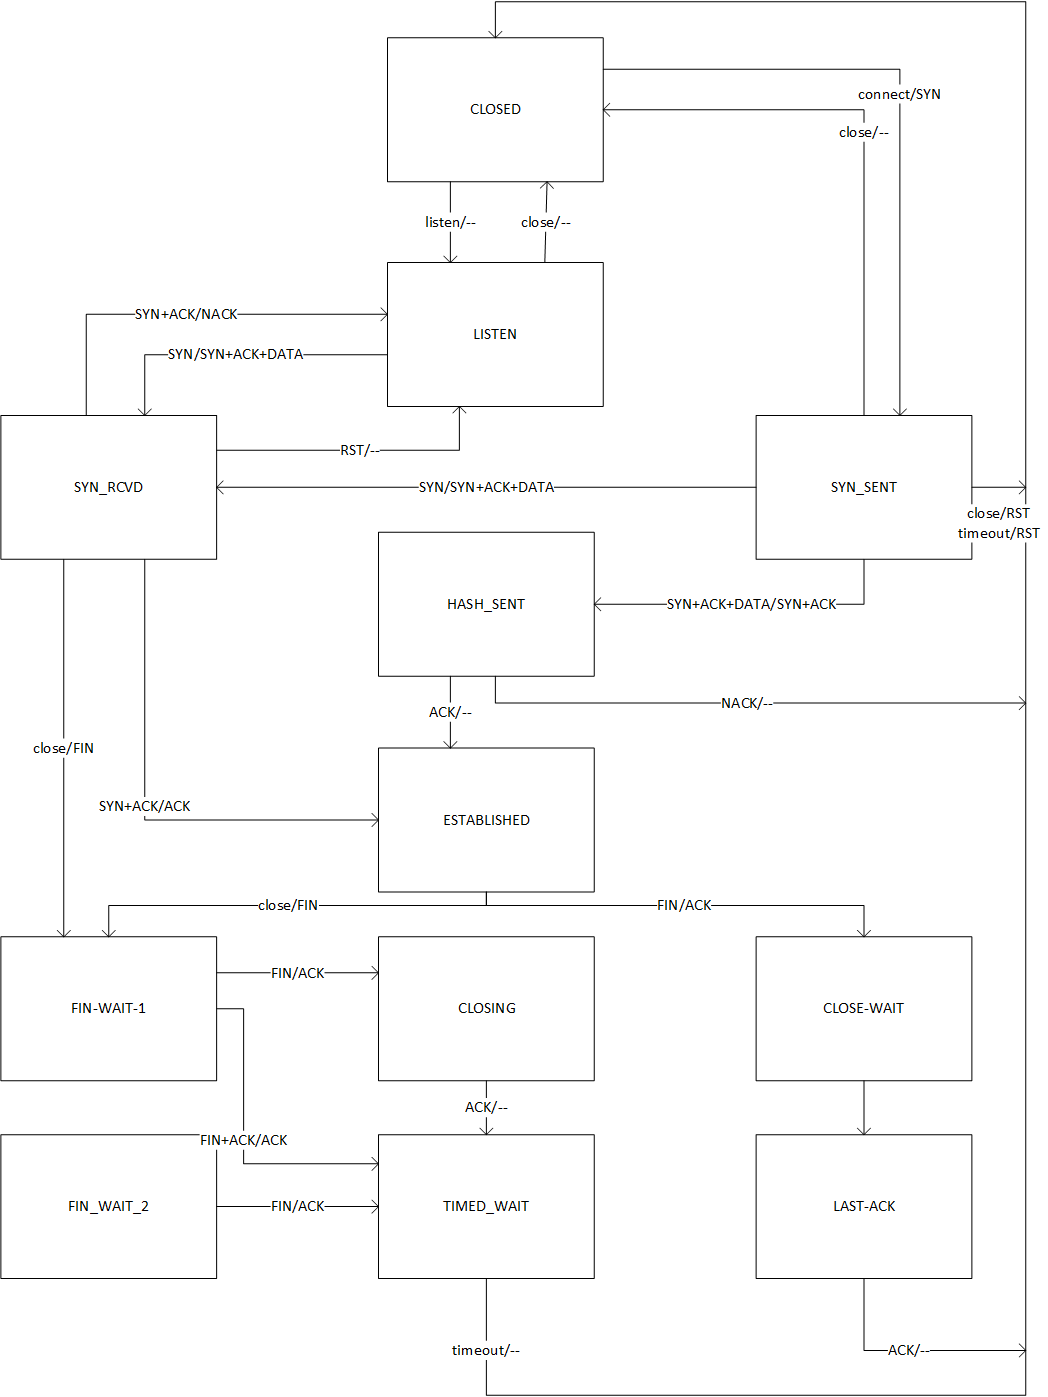 connect/SYN
CLOSED
close/--
listen/--
close/--
SYN+ACK/NACK
LISTEN
SYN/SYN+ACK+DATA
RST/--
SYN_RCVD
SYN/SYN+ACK+DATA
SYN_SENT
close/RST
timeout/RST
HASH_SENT
SYN+ACK+DATA/SYN+ACK
NACK/--
ACK/--
close/FIN
SYN+ACK/ACK
ESTABLISHED
close/FIN
FIN/ACK
FIN/ACK
FIN-WAIT-1
CLOSING
CLOSE-WAIT
ACK/--
FIN+ACK/ACK
FIN_WAIT_2
FIN/ACK
TIMED_WAIT
LAST-ACK
timeout/--
ACK/--